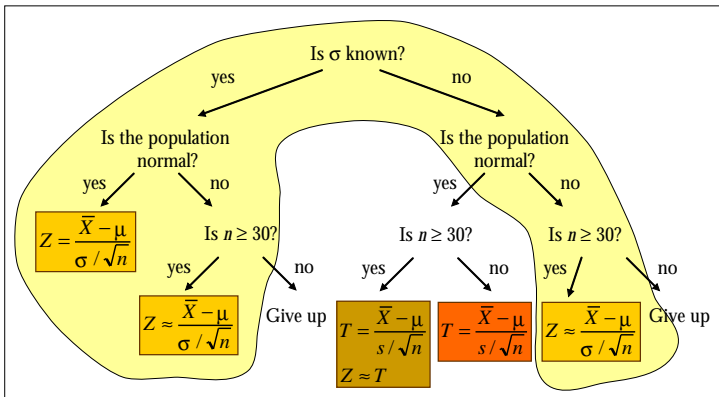 Is σ known?
yes
no
Is the population
normal?
Is the population
normal?
yes
no
yes
no
Z = X̄ − μ / σ / √n
Is n ≥ 30?
Is n ≥ 30?
Is n ≥ 30?
yes
no
yes
no
yes
no
Z ≈ X̄ − μ / σ / √n
Give up
T = X̄ − μ / s / √n
Z ≈ T
T = X̄ − μ / s / √n
Z ≈ X̄ − μ / σ / √n
Give up